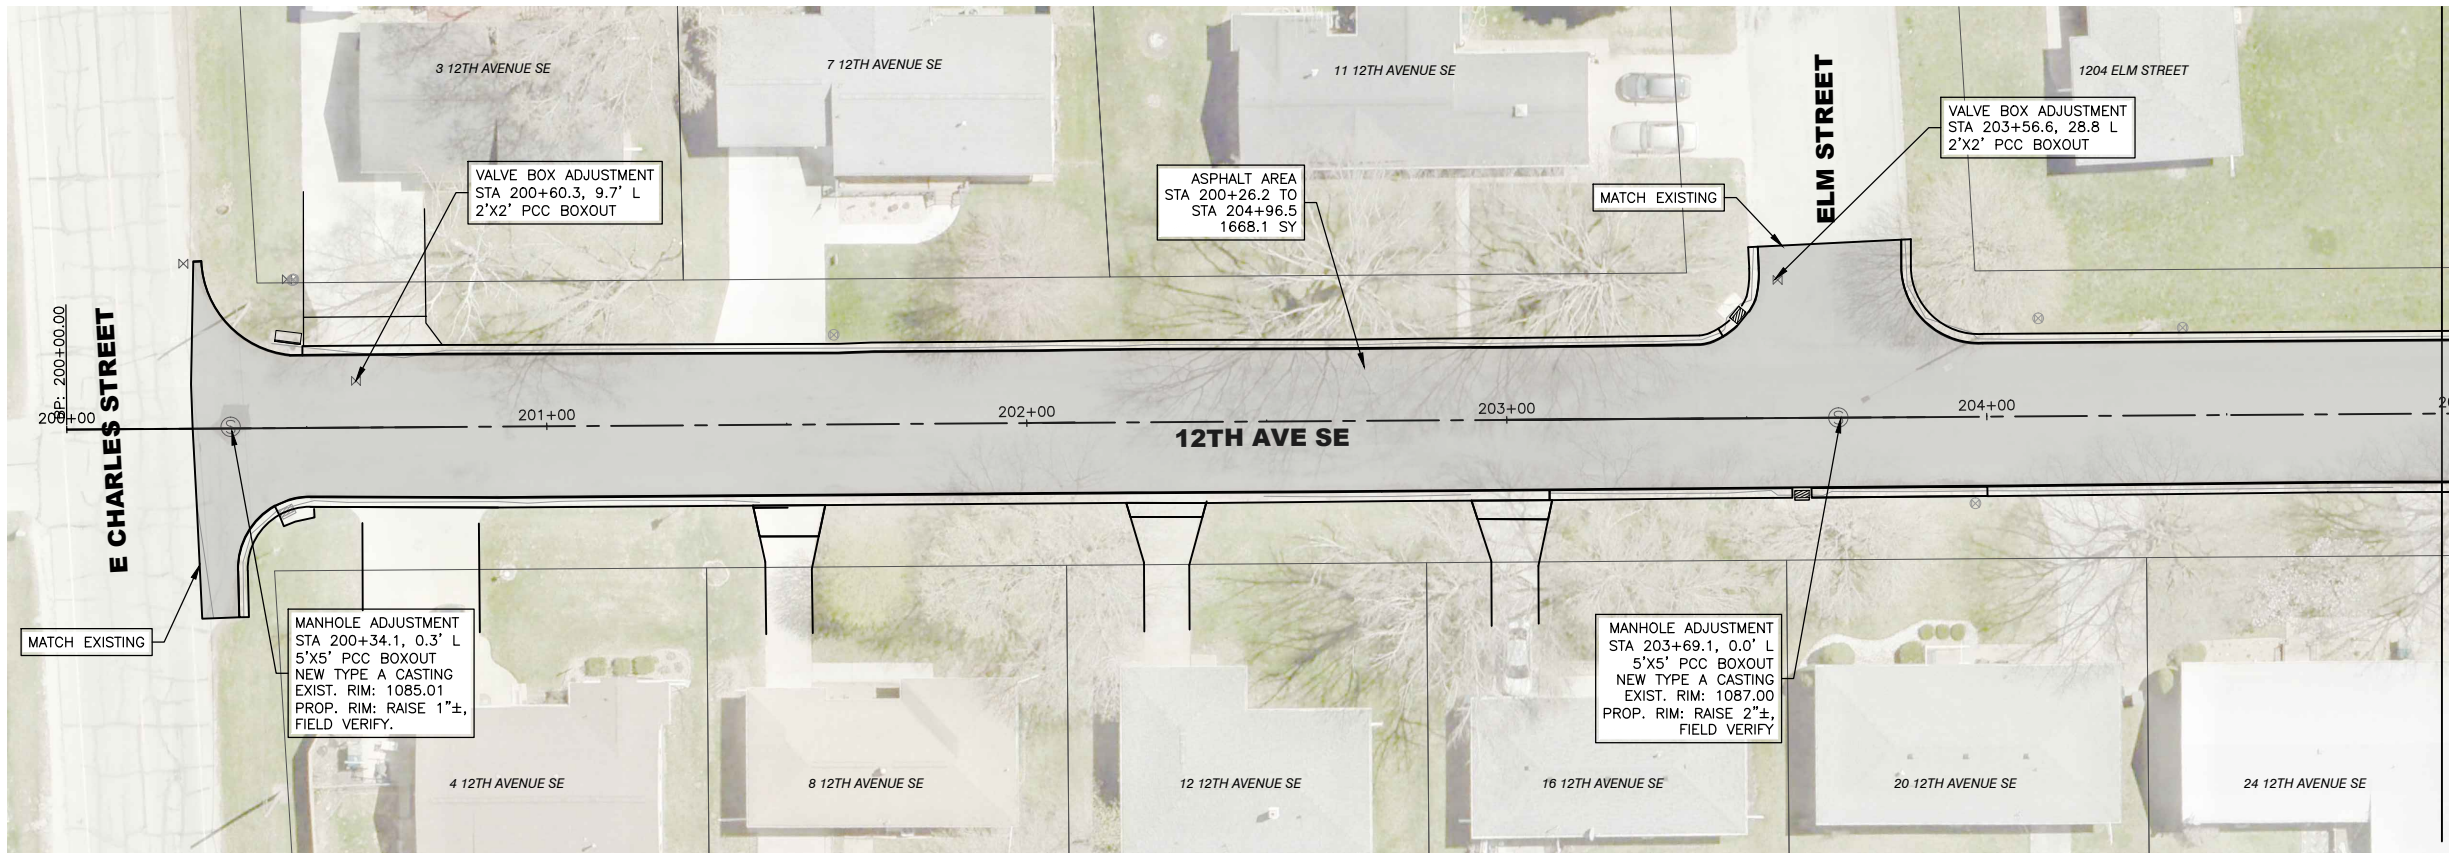 3 12TH AVENUE SE
7 12TH AVENUE SE
11 12TH AVENUE SE
1204 ELM STREET
ELM STREET
VALVE BOX ADJUSTMENT
STA 203+56.6, 28.8 L
2'X2' PCC BOXOUT
VALVE BOX ADJUSTMENT
STA 200+60.3, 9.7' L
2'X2' PCC BOXOUT
ASPHALT AREA
STA 200+26.2 TO
STA 204+96.5
1668.1 SY
MATCH EXISTING
BP: 200+00.00
E CHARLES STREET
200+00
201+00
202+00
203+00
204+00
12TH AVE SE
MATCH EXISTING
MANHOLE ADJUSTMENT
STA 200+34.1, 0.3' L
5'X5' PCC BOXOUT
NEW TYPE A CASTING
EXIST. RIM: 1085.01
PROP. RIM: RAISE 1"±,
FIELD VERIFY.
MANHOLE ADJUSTMENT
STA 203+69.1, 0.0' L
5'X5' PCC BOXOUT
NEW TYPE A CASTING
EXIST. RIM: 1087.00
PROP. RIM: RAISE 2"±,
FIELD VERIFY
4 12TH AVENUE SE
8 12TH AVENUE SE
12 12TH AVENUE SE
16 12TH AVENUE SE
20 12TH AVENUE SE
24 12TH AVENUE SE